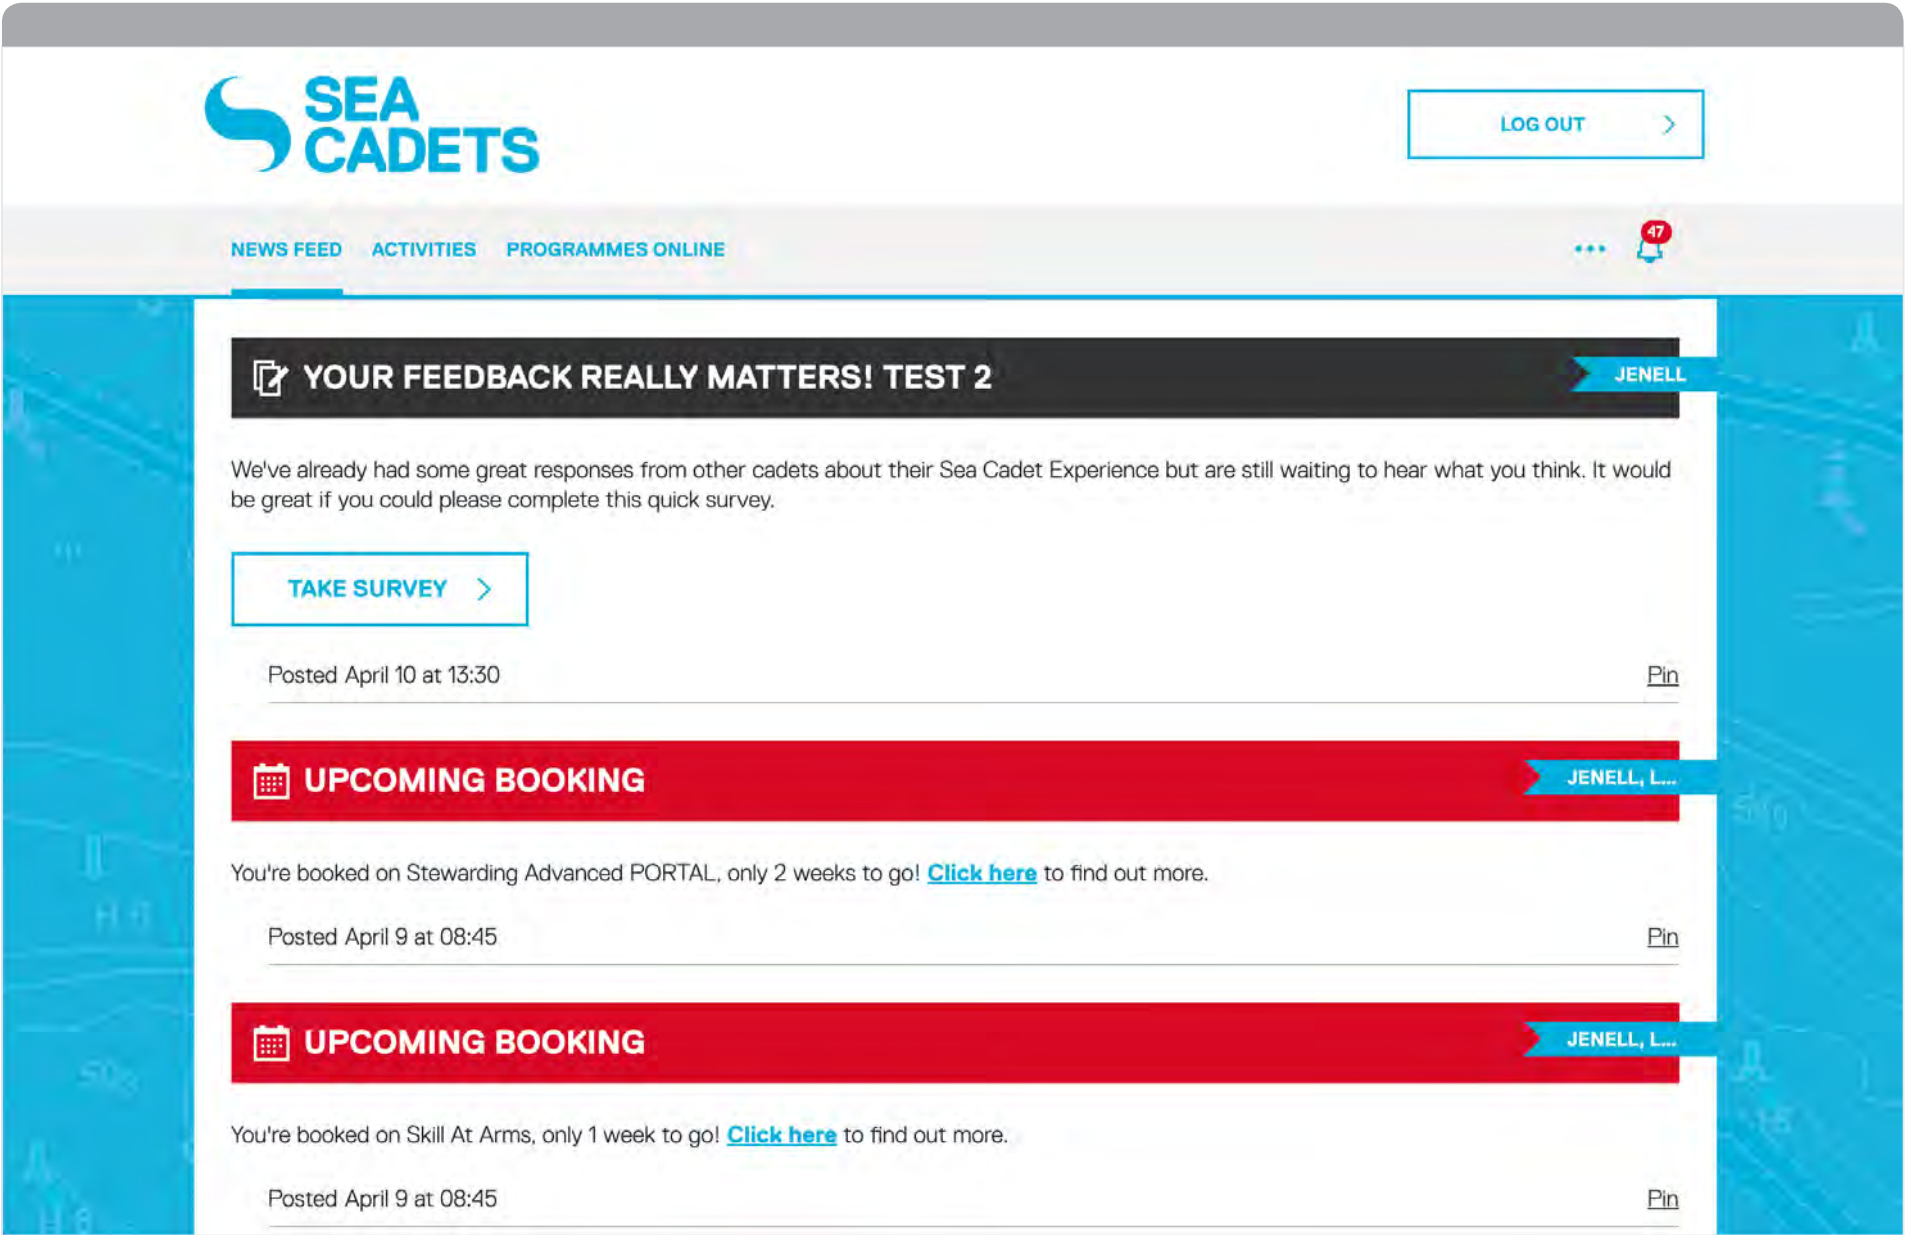 SEA
CADETS
LOG OUT
NEWS FEED ACTIVITIES PROGRAMMES ONLINE
47
YOUR FEEDBACK REALLY MATTERS! TEST 2
JENELL
We've already had some great responses from other cadets about their Sea Cadet Experience but are still waiting to hear what you think. It would
be great if you could please complete this quick survey.
TAKE SURVEY
Posted April 10 at 13:30
Pin
UPCOMING BOOKING
JENELL, L...
You're booked on Stewarding Advanced PORTAL, only 2 weeks to go! Click here to find out more.
Posted April 9 at 08:45
Pin
UPCOMING BOOKING
JENELL, L...
You're booked on Skill At Arms, only 1 week to go! Click here to find out more.
Posted April 9 at 08:45
Pin